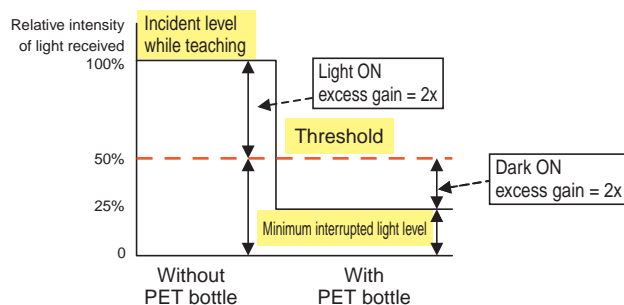 Relative intensity
of light received
Incident level
while teaching
100%
Light ON
excess gain = 2x
Threshold
50%
Dark ON
excess gain = 2x
25%
Minimum interrupted light level
0
Without
PET bottle
With
PET bottle